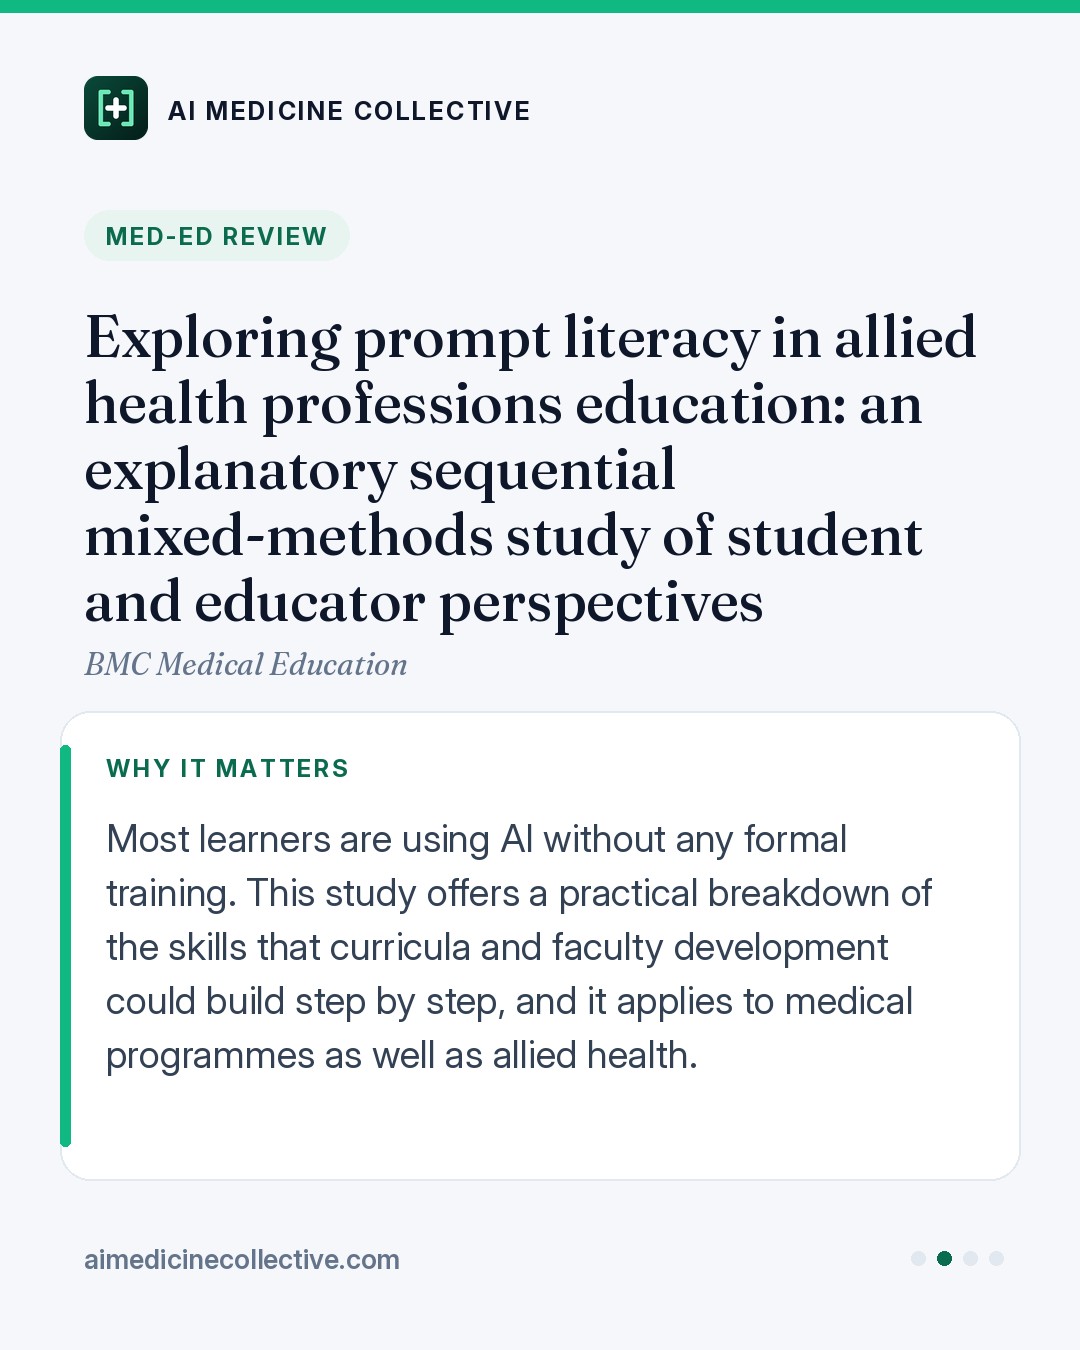 AI MEDICINE COLLECTIVE
MED-ED REVIEW
Exploring prompt literacy in allied
health professions education: an
explanatory sequential
mixed-methods study of student
and educator perspectives
BMC Medical Education
WHY IT MATTERS
Most learners are using AI without any formal
training. This study offers a practical breakdown of
the skills that curricula and faculty development
could build step by step, and it applies to medical
programmes as well as allied health.
aimedicinecollective.com